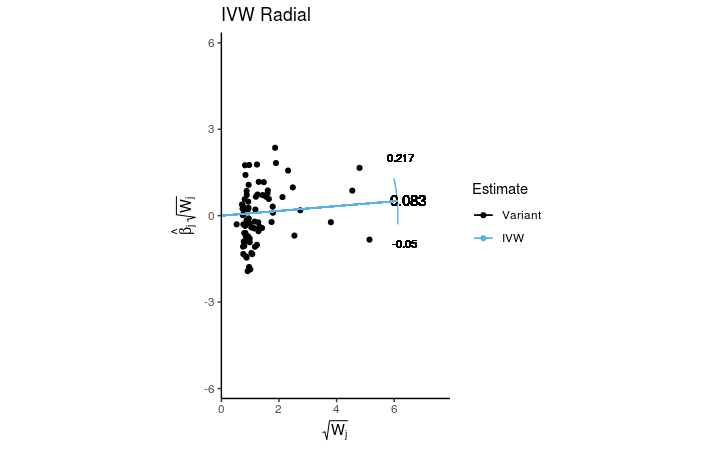 IVW Radial
6
3
0
-3
-6
β̂j√Wj
0.217
0.083
-0.05
0 2 4 6
√Wj
Estimate
Variant
IVW